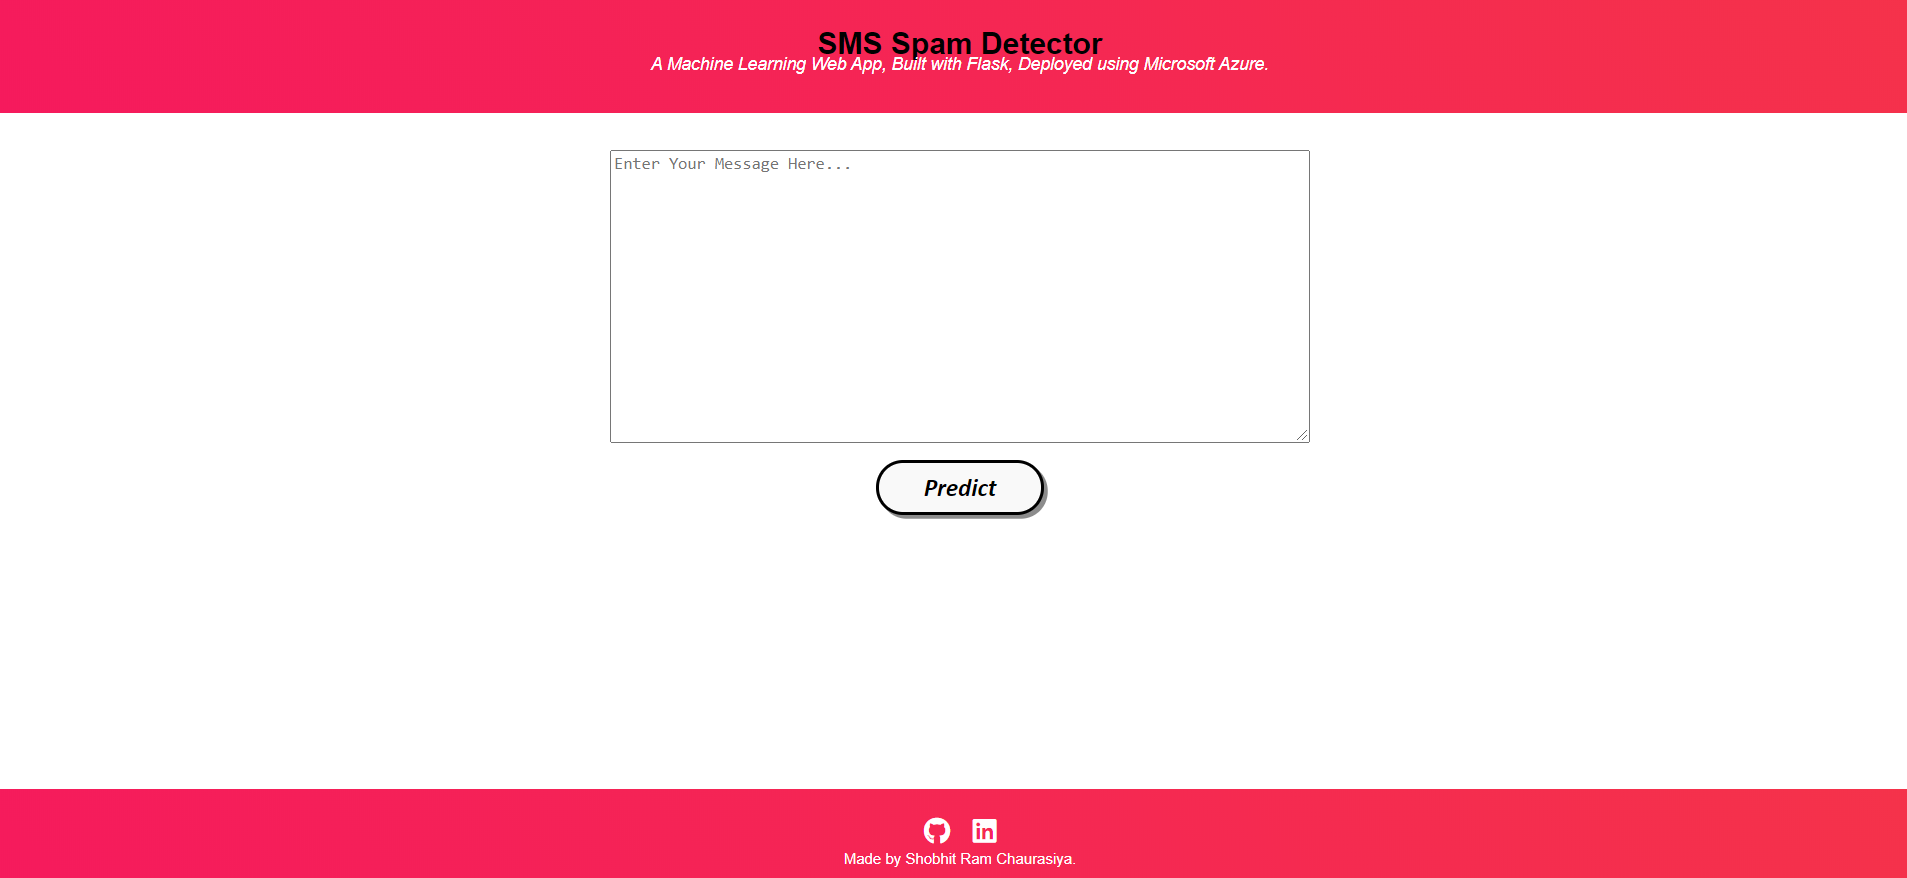 SMS Spam Detector
A Machine Learning Web App, Built with Flask, Deployed using Microsoft Azure.
Enter Your Message Here...
Predict
in
Made by Shobhit Ram Chaurasiya.